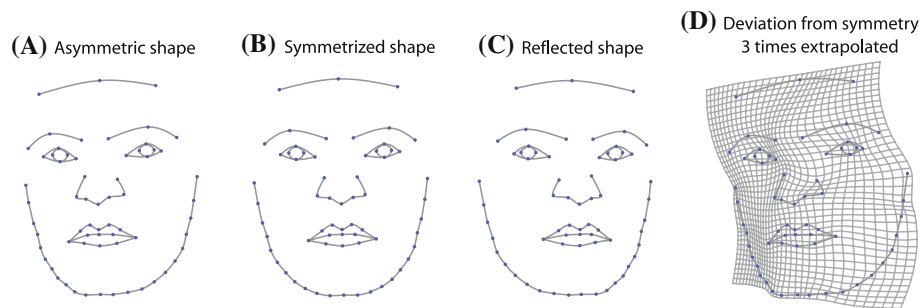 (A) Asymmetric shape
(B) Symmetrized shape
(C) Reflected shape
(D) Deviation from symmetry
3 times extrapolated